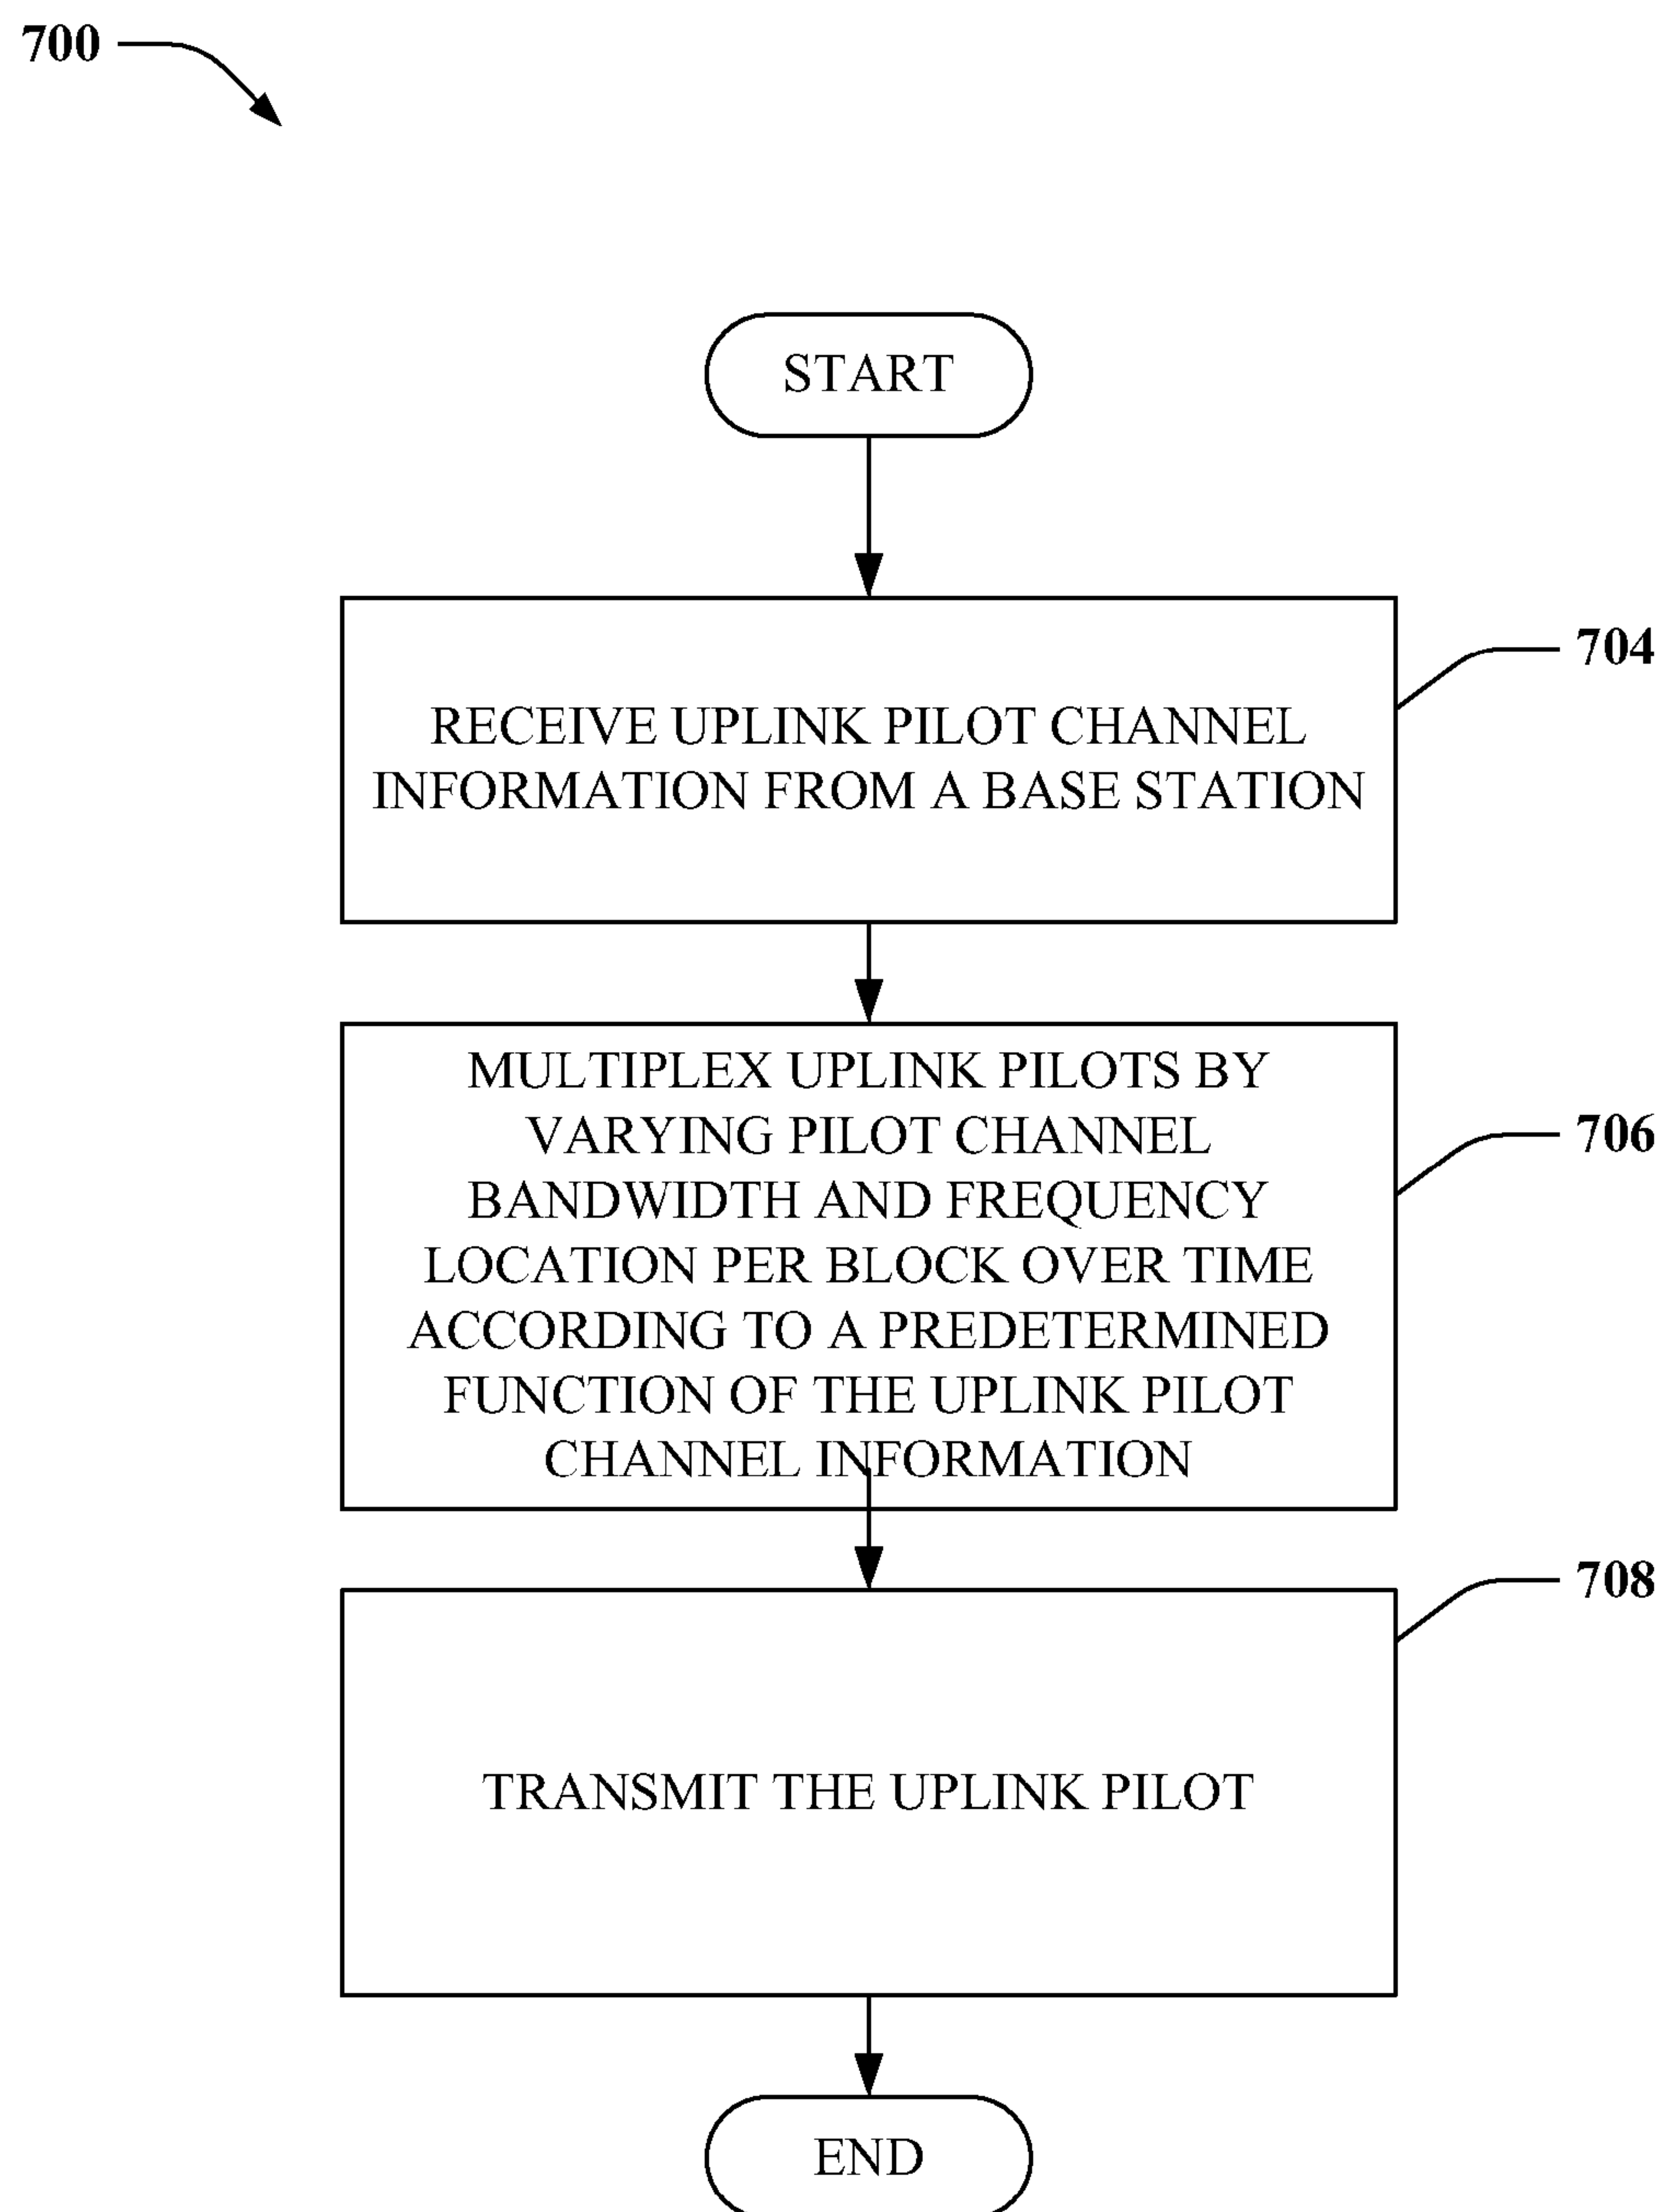 700
START
704
RECEIVE UPLINK PILOT CHANNEL
INFORMATION FROM A BASE STATION
MULTIPLEX UPLINK PILOTS BY
VARYING PILOT CHANNEL
706
BANDWIDTH AND FREQUENCY
LOCATION PER BLOCK OVER TIME
ACCORDING TO A PREDETERMINED
FUNCTION OF THE UPLINK PILOT
CHANNEL INFORMATION
708
TRANSMIT THE UPLINK PILOT
END